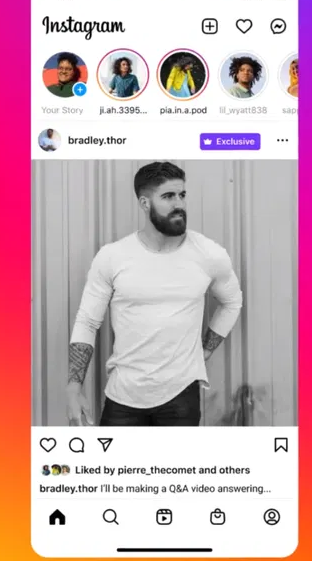 Instagram
Your Story
ji.ah.3395...
pia.in.a.pod
lil_wyatt838
sapp
bradley.thor
Exclusive
Liked by pierre_thecomet and others
bradley.thor I'll be making a Q&A video answering...